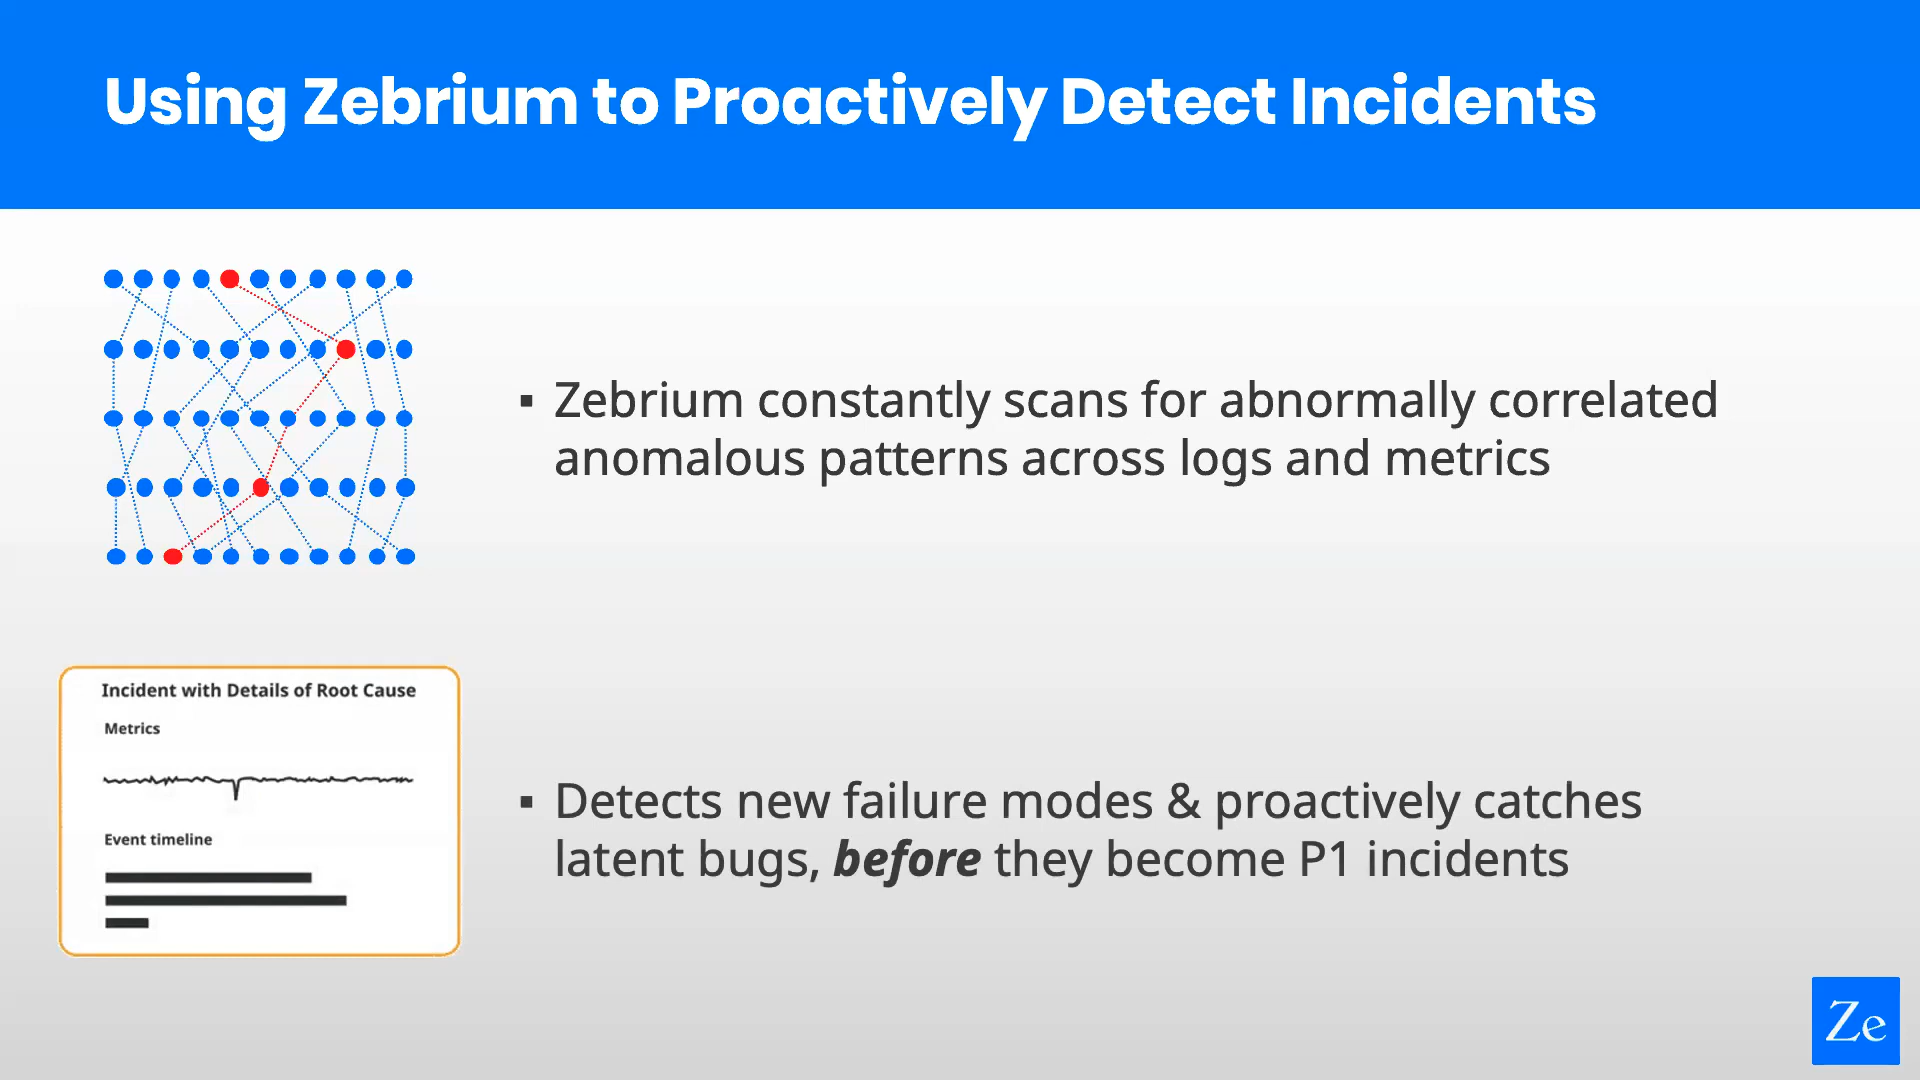 Using Zebrium to Proactively Detect Incidents
▪ Zebrium constantly scans for abnormally correlated
anomalous patterns across logs and metrics
Incident with Details of Root Cause
Metrics
Event timeline
▪ Detects new failure modes & proactively catches
latent bugs, before they become P1 incidents
Ze